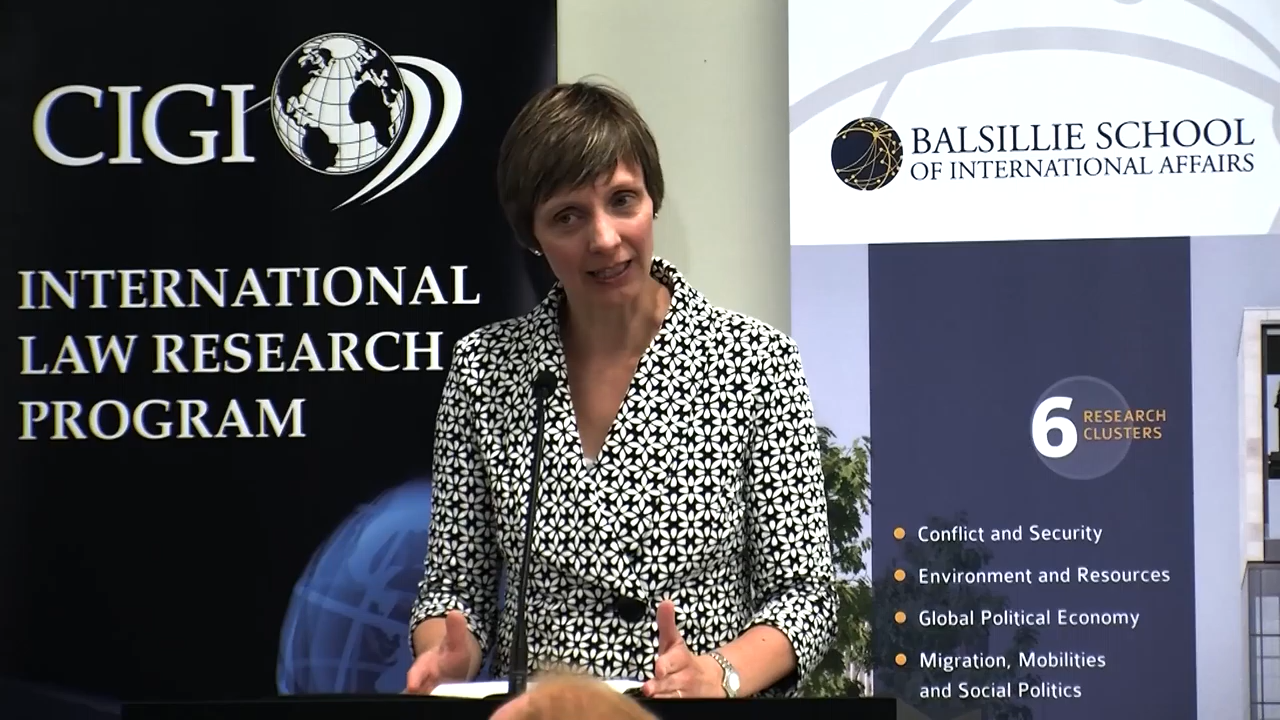 CIGI
INTERNATIONAL
LAW RESEARCH
PROGRAM
BALSILLIE SCHOOL
OF INTERNATIONAL AFFAIRS
6 RESEARCH
CLUSTERS
Conflict and Security
Environment and Resources
Global Political Economy
Migration, Mobilities
and Social Politics